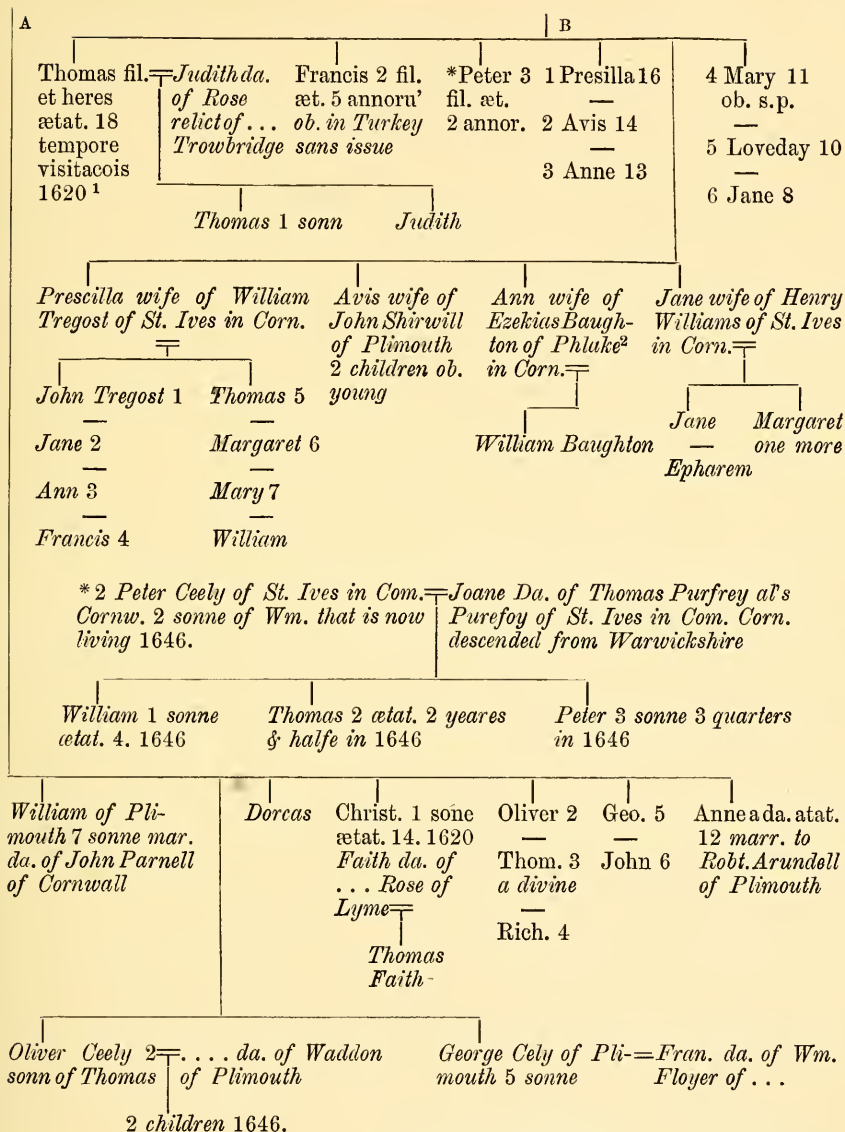 A
B
Thomas fil.
et heres
ætat. 18
tempore
visitacois
1620 1
Judith da.
of Rose
relict of ...
Trowbridge
Francis 2 fil.
æt. 5 annoru'
ob. in Turkey
sans issue
*Peter 3
fil. æt.
2 annor.
1 Presilla 16
—
2 Avis 14
—
3 Anne 13
4 Mary 11
ob. s.p.
—
5 Loveday 10
—
6 Jane 8
Thomas 1 sonn
Judith
Prescilla wife of William
Tregost of St. Ives in Corn.
Avis wife of
John Shirwill
of Plimouth
2 children ob.
young
Ann wife of
Ezekias Baugh-
ton of Phlake2
in Corn.
Jane wife of Henry
Williams of St. Ives
in Corn.
John Tregost 1
—
Jane 2
—
Ann 3
—
Francis 4
Thomas 5
—
Margaret 6
—
Mary 7
—
William
William Baughton
Jane
—
Epharem
Margaret
one more
* 2 Peter Ceely of St. Ives in Com.
Cornw. 2 sonne of Wm. that is now
living 1646.
Joane Da. of Thomas Purfrey al's
Purefoy of St. Ives in Com. Corn.
descended from Warwickshire
William 1 sonne
ætat. 4. 1646
Thomas 2 ætat. 2 yeares
& halfe in 1646
Peter 3 sonne 3 quarters
in 1646
William of Pli-
mouth 7 sonne mar.
da. of John Parnell
of Cornwall
Dorcas
Christ. 1 sone
ætat. 14. 1620
Faith da. of
... Rose of
Lyme
Thomas
Faith
Oliver 2
—
Thom. 3
a divine
—
Rich. 4
Geo. 5
—
John 6
Anne a da. atat.
12 marr. to
Robt. Arundell
of Plimouth
Oliver Ceely 2
sonn of Thomas
.... da. of Waddon
of Plimouth
2 children 1646.
George Cely of Pli-
mouth 5 sonne
Fran. da. of Wm.
Floyer of ...